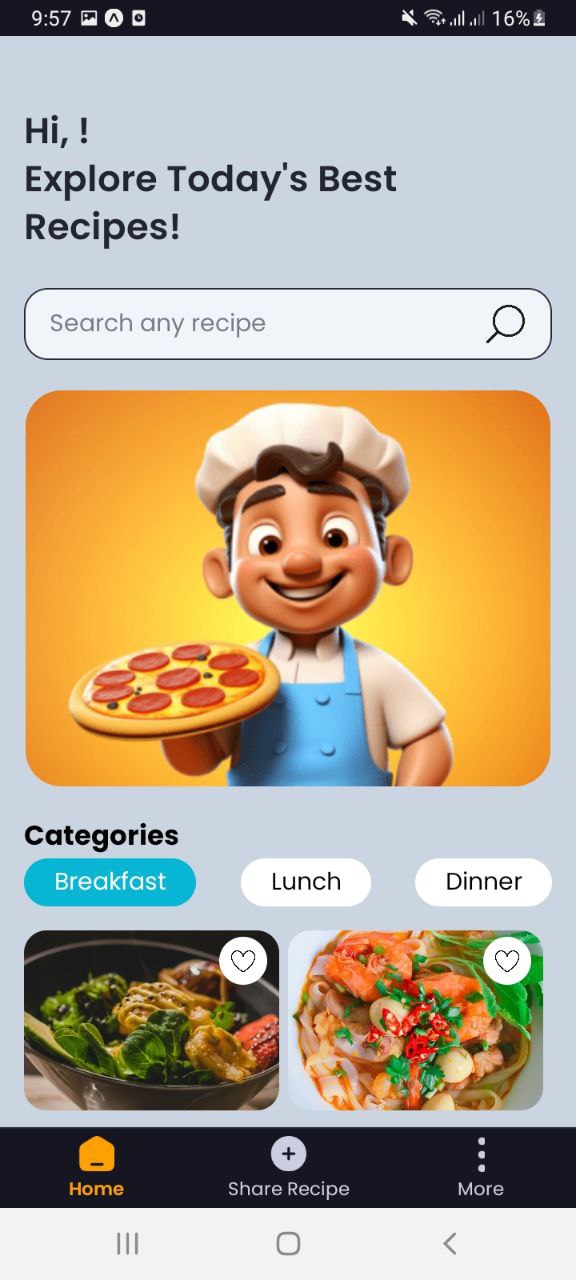 9:57
16%
Hi, !
Explore Today's Best
Recipes!
Search any recipe
Categories
Breakfast Lunch Dinner
Home Share Recipe More